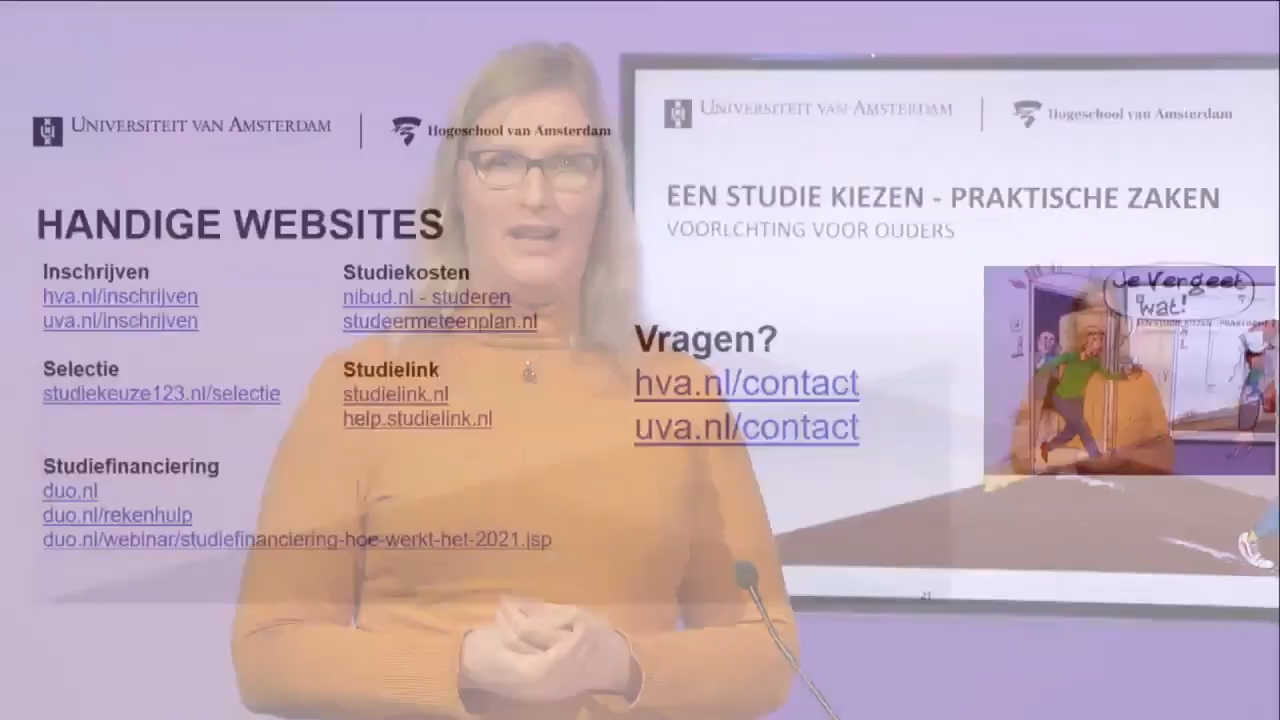 UNIVERSITEIT VAN AMSTERDAM
Hogeschool van Amsterdam
HANDIGE WEBSITES
Inschrijven
hva.nl/inschrijven
uva.nl/inschrijven
Selectie
studiekeuze123.nl/selectie
Studiefinanciering
duo.nl
duo.nl/rekenhulp
duo.nl/webinar/studiefinanciering-hoe-werkt-het-2021.jsp
Studiekosten
nibud.nl - studeren
studeermeteenplan.nl
Studielink
studielink.nl
help.studielink.nl
UNIVERSITEIT VAN AMSTERDAM
Hogeschool van Amsterdam
EEN STUDIE KIEZEN - PRAKTISCHE ZAKEN
VOORLCHTING VOOR OUDERS
Vragen?
hva.nl/contact
uva.nl/contact
Je Vergeet
wat!
21